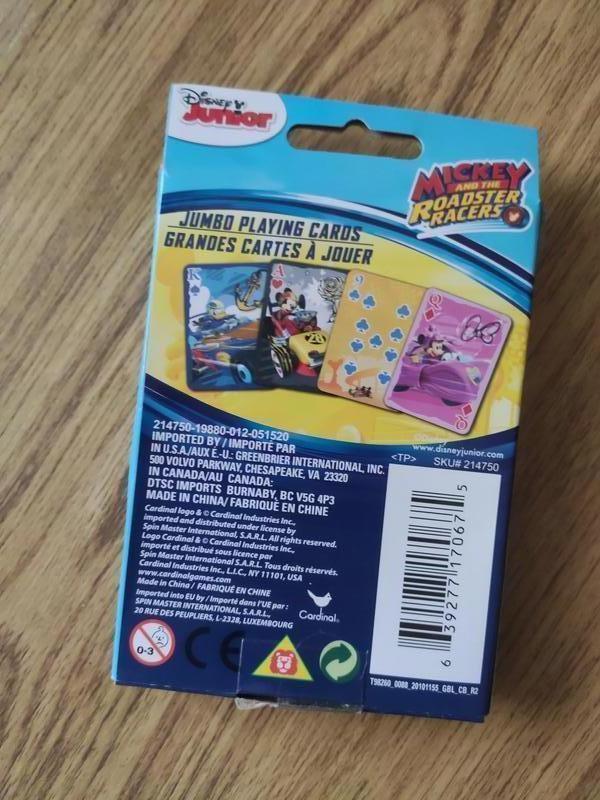 Disney
Junior
MICKEY
AND THE
ROADSTER
RACERS
JUMBO PLAYING CARDS
GRANDES CARTES À JOUER
K
A
9
Q
28
Q
©Disney
www.disneyjunior.com
<TP> SKU# 214750
214750-19880-012-051520
IMPORTED BY / IMPORTÉ PAR
IN U.S.A/AUX E.-U.: GREENBRIER INTERNATIONAL, INC.
500 VOLVO PARKWAY, CHESAPEAKE, VA 23320
IN CANADA/AU CANADA:
DTSC IMPORTS BURNABY, BC V5G 4P3
MADE IN CHINA/ FABRIQUÉ EN CHINE
Cardinal logo & © Cardinal Industries Inc.,
imported and distributed under license by
Spin Master International, S.A.R.L. All rights reserved.
Logo Cardinal & © Cardinal Industries Inc.,
importé et distribué sous licence par
Spin Master International S.A.R.L. Tous droits réservés.
Cardinal Industries Inc., L.I.C., NY 11101, USA
www.cardinalgames.com
Made in China / FABRIQUÉ EN CHINE
Imported into EU by / Importé dans l'UE par :
SPIN MASTER INTERNATIONAL, S.A.R.L.,
20 RUE DES PEUPLIERS, L-2328, LUXEMBOURG
Cardinal®
0-3
CE
6 39277 17067 5
T98260_0088_20101155_GBL_CB_R2